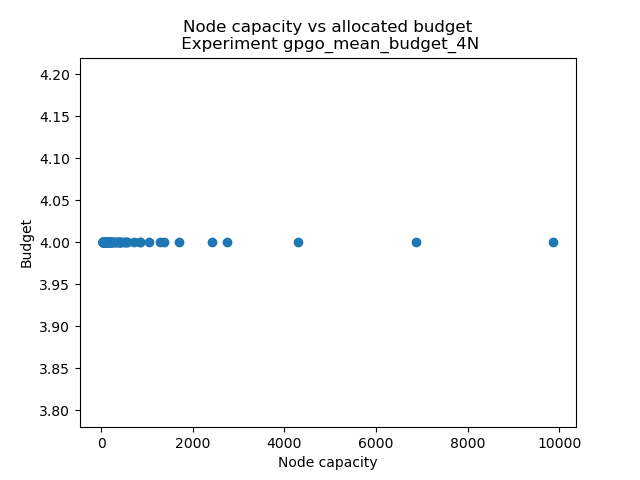 Node capacity vs allocated budget
Experiment gpgo_mean_budget_4N
4.20
4.15
4.10
4.05
4.00
3.95
3.90
3.85
3.80
Budget
0 2000 4000 6000 8000 10000
Node capacity